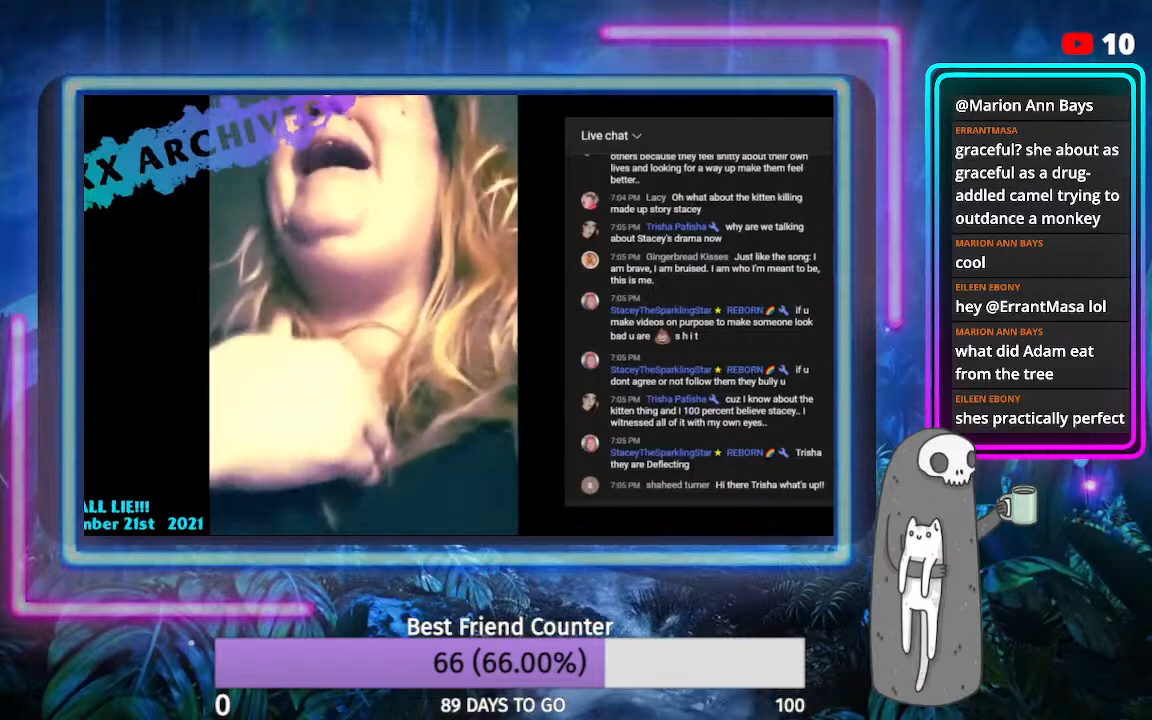 10
XX ARCHIVES
Live chat
others because they feel shitty about their own
lives and looking for a way up make them feel
better..
7:04 PM Lacy Oh what about the kitten killing
made up story stacey
7:05 PM Trisha Pafisha why are we talking
about Stacey's drama now
7:05 PM Gingerbread Kisses Just like the song: I
am brave, I am bruised. I am who I'm meant to be,
this is me.
7:05 PM
StaceyTheSparklingStar ⭐ REBORN 🌈 if u
make videos on purpose to make someone look
bad u are 💩 s h i t
7:05 PM
StaceyTheSparklingStar ⭐ REBORN 🌈 if u
dont agree or not follow them they bully u
7:05 PM Trisha Pafisha cuz I know about the
kitten thing and I 100 percent believe stacey.. I
witnessed all of it with my own eyes..
7:05 PM
StaceyTheSparklingStar ⭐ REBORN 🌈 Trisha
they are Deflecting
7:05 PM shaheed turner Hi there Trisha what's up!!
ALL LIE!!!
mber 21st 2021
@Marion Ann Bays
ERRANTMASA
graceful? she about as
graceful as a drug-
addled camel trying to
outdance a monkey
MARION ANN BAYS
cool
EILEEN EBONY
hey @ErrantMasa lol
MARION ANN BAYS
what did Adam eat
from the tree
EILEEN EBONY
shes practically perfect
Best Friend Counter
66 (66.00%)
0
89 DAYS TO GO
100